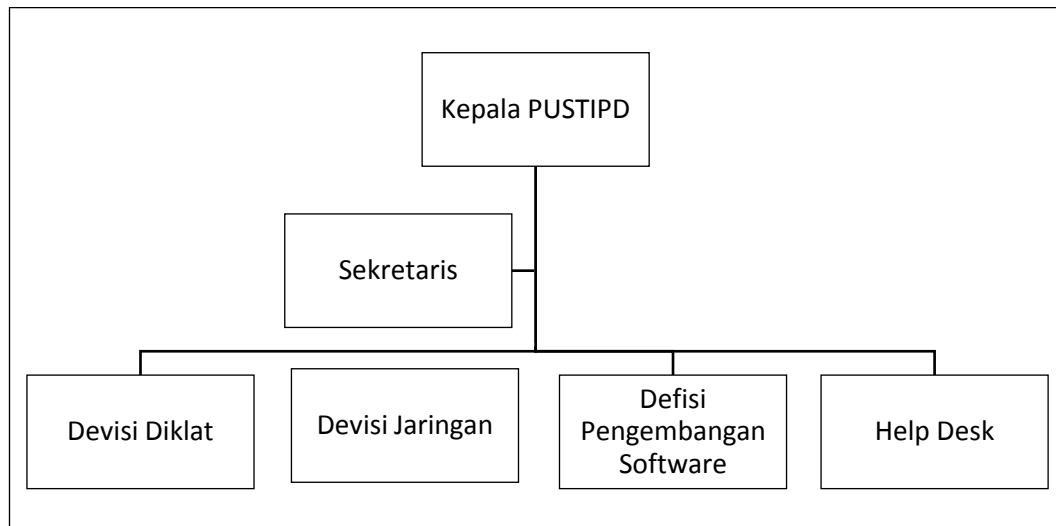 Kepala PUSTIPD
Sekretaris
Devisi Diklat
Devisi Jaringan
Defisi
Pengembangan
Software
Help Desk